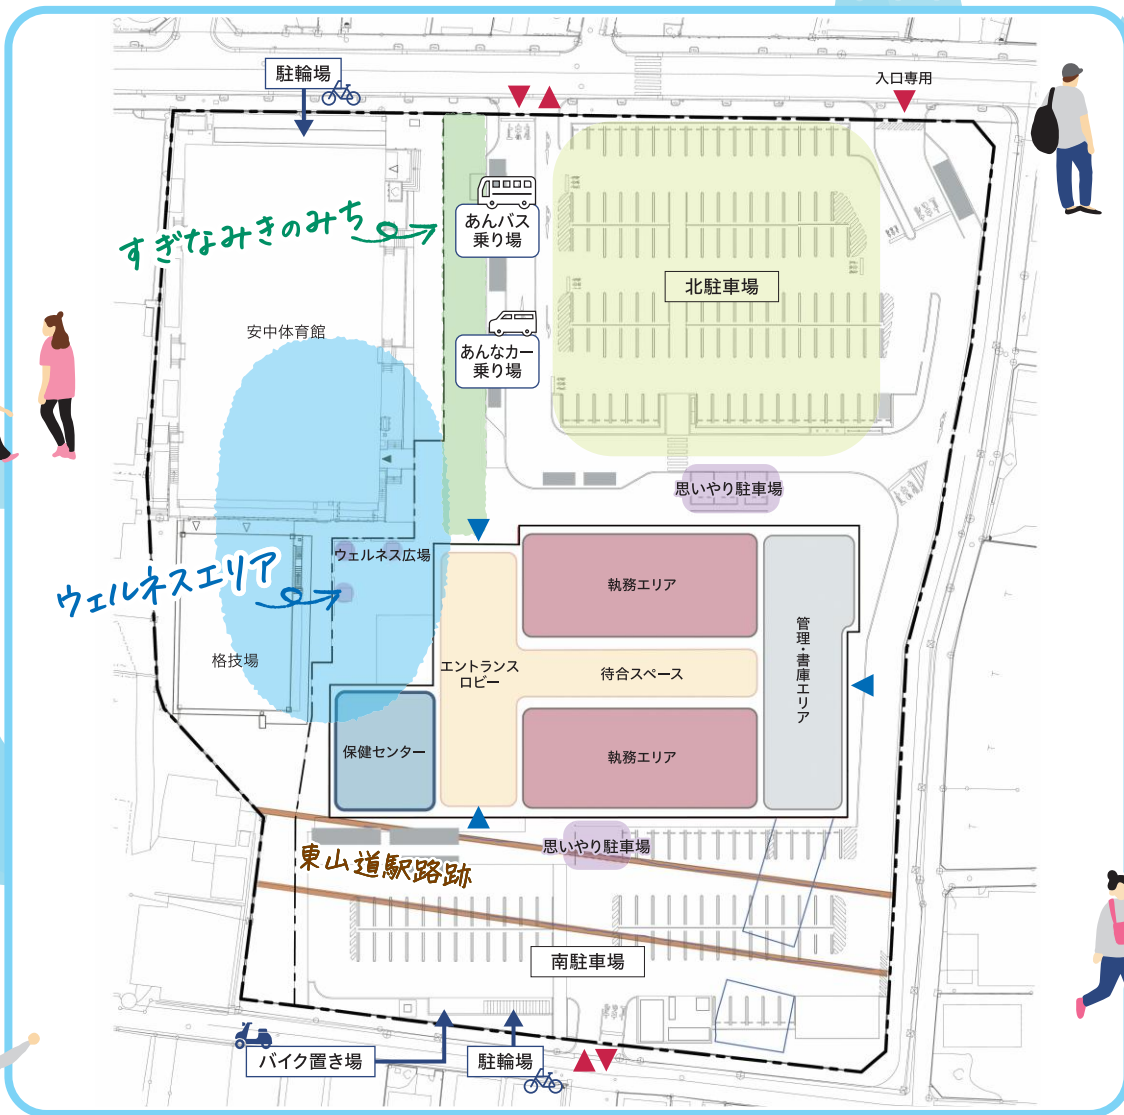 駐輪場
入口専用
すぎなみきのみち
あんバス
乗り場
北駐車場
安中体育館
あんなカー
乗り場
思いやり駐車場
ウェルネス広場
ウェルネスエリア
執務エリア
管理・書庫エリア
格技場
エントランス
ロビー
待合スペース
保健センター
執務エリア
思いやり駐車場
東山道駅路跡
南駐車場
バイク置き場
駐輪場